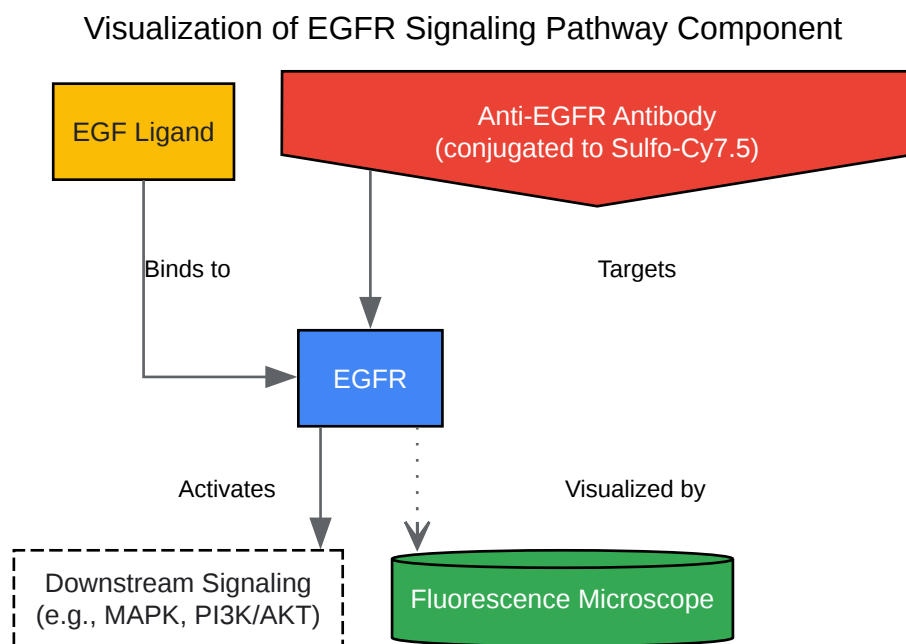 Visualization of EGFR Signaling Pathway Component
EGF Ligand
Anti-EGFR Antibody
(conjugated to Sulfo-Cy7.5)
Binds to
Targets
EGFR
Activates
Visualized by
Downstream Signaling
(e.g., MAPK, PI3K/AKT)
Fluorescence Microscope